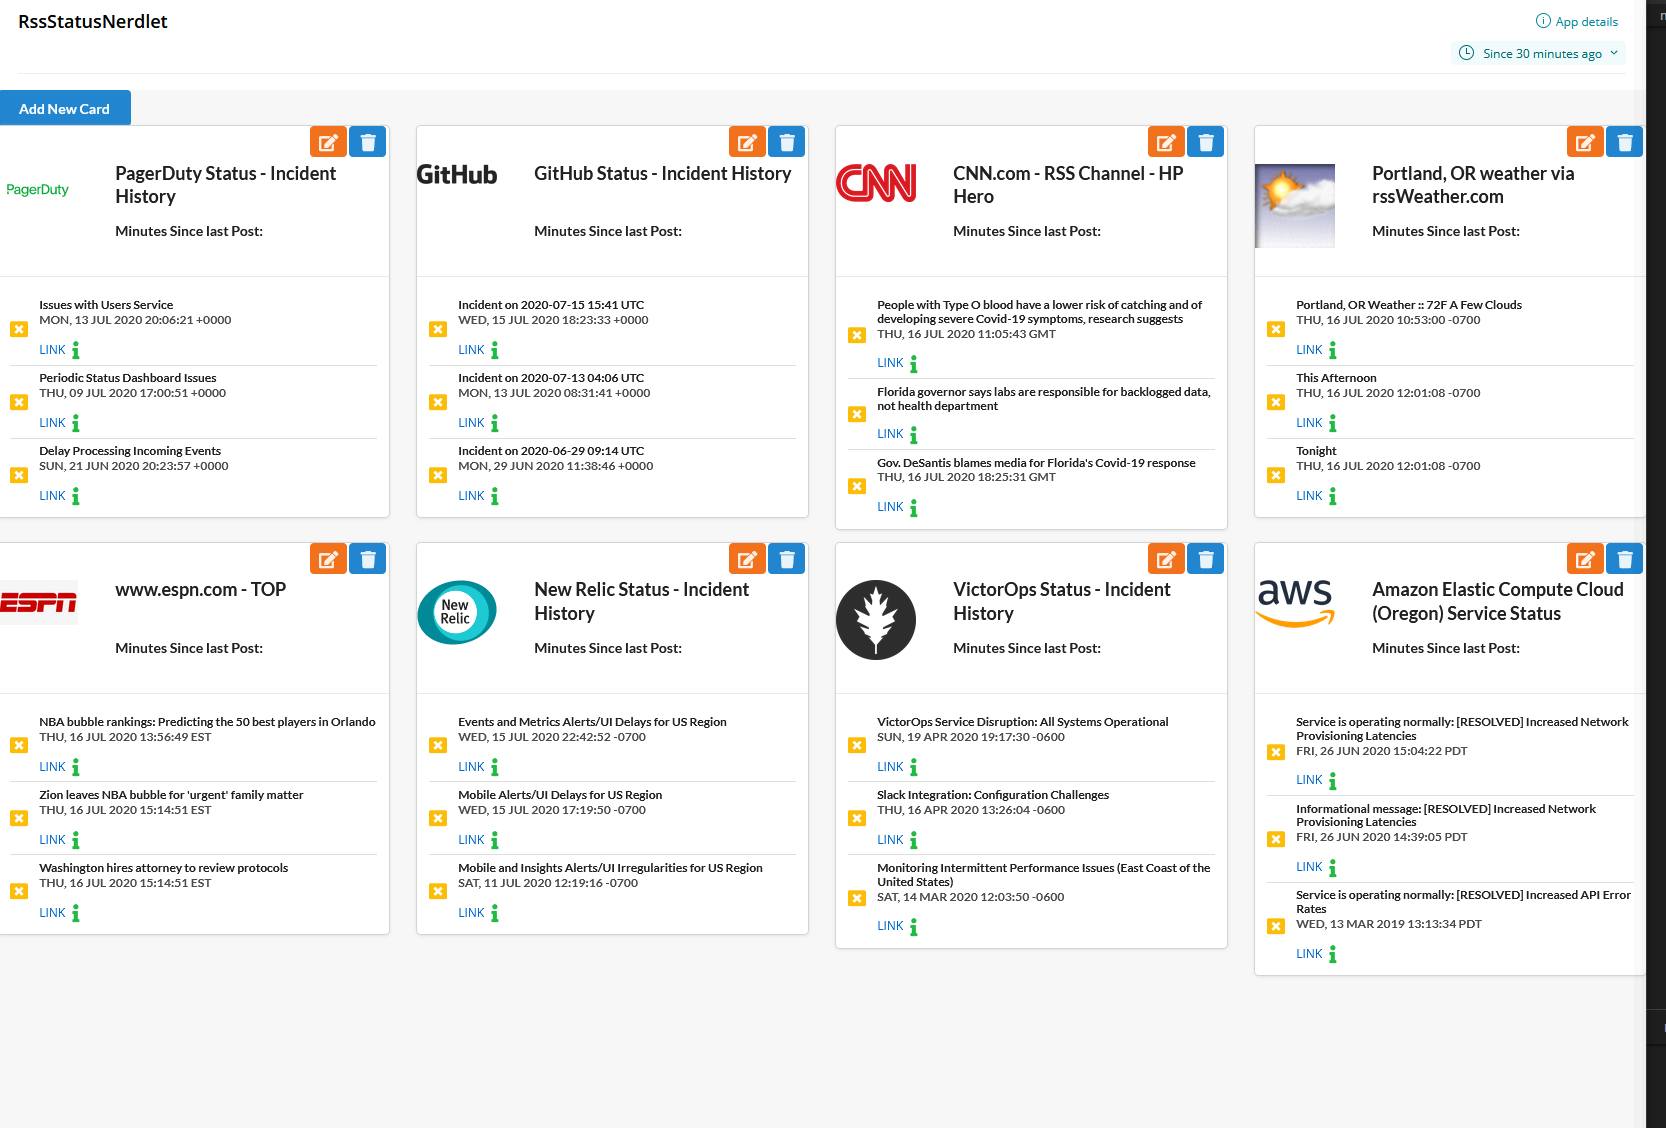 RssStatusNerdlet
App details
Since 30 minutes ago
Add New Card
PagerDuty
PagerDuty Status - Incident
History
Minutes Since last Post:
Issues with Users Service
MON, 13 JUL 2020 20:06:21 +0000
LINK
Periodic Status Dashboard Issues
THU, 09 JUL 2020 17:00:51 +0000
LINK
Delay Processing Incoming Events
SUN, 21 JUN 2020 20:23:57 +0000
LINK
GitHub
GitHub Status - Incident History
Minutes Since last Post:
Incident on 2020-07-15 15:41 UTC
WED, 15 JUL 2020 18:23:33 +0000
LINK
Incident on 2020-07-13 04:06 UTC
MON, 13 JUL 2020 08:31:41 +0000
LINK
Incident on 2020-06-29 09:14 UTC
MON, 29 JUN 2020 11:38:46 +0000
LINK
CNN
CNN.com - RSS Channel - HP
Hero
Minutes Since last Post:
People with Type O blood have a lower risk of catching and of
developing severe Covid-19 symptoms, research suggests
THU, 16 JUL 2020 11:05:43 GMT
LINK
Florida governor says labs are responsible for backlogged data,
not health department
LINK
Gov. DeSantis blames media for Florida's Covid-19 response
THU, 16 JUL 2020 18:25:31 GMT
LINK
Portland, OR weather via
rssWeather.com
Minutes Since last Post:
Portland, OR Weather :: 72F A Few Clouds
THU, 16 JUL 2020 10:53:00 -0700
LINK
This Afternoon
THU, 16 JUL 2020 12:01:08 -0700
LINK
Tonight
THU, 16 JUL 2020 12:01:08 -0700
LINK
ESPN
www.espn.com - TOP
Minutes Since last Post:
NBA bubble rankings: Predicting the 50 best players in Orlando
THU, 16 JUL 2020 13:56:49 EST
LINK
Zion leaves NBA bubble for 'urgent' family matter
THU, 16 JUL 2020 15:14:51 EST
LINK
Washington hires attorney to review protocols
THU, 16 JUL 2020 15:14:51 EST
LINK
New
Relic
New Relic Status - Incident
History
Minutes Since last Post:
Events and Metrics Alerts/UI Delays for US Region
WED, 15 JUL 2020 22:42:52 -0700
LINK
Mobile Alerts/UI Delays for US Region
WED, 15 JUL 2020 17:19:50 -0700
LINK
Mobile and Insights Alerts/UI Irregularities for US Region
SAT, 11 JUL 2020 12:19:16 -0700
LINK
VictorOps Status - Incident
History
Minutes Since last Post:
VictorOps Service Disruption: All Systems Operational
SUN, 19 APR 2020 19:17:30 -0600
LINK
Slack Integration: Configuration Challenges
THU, 16 APR 2020 13:26:04 -0600
LINK
Monitoring Intermittent Performance Issues (East Coast of the
United States)
SAT, 14 MAR 2020 12:03:50 -0600
LINK
aws
Amazon Elastic Compute Cloud
(Oregon) Service Status
Minutes Since last Post:
Service is operating normally: [RESOLVED] Increased Network
Provisioning Latencies
FRI, 26 JUN 2020 15:04:22 PDT
LINK
Informational message: [RESOLVED] Increased Network
Provisioning Latencies
FRI, 26 JUN 2020 14:39:05 PDT
LINK
Service is operating normally: [RESOLVED] Increased API Error
Rates
WED, 13 MAR 2019 13:13:34 PDT
LINK